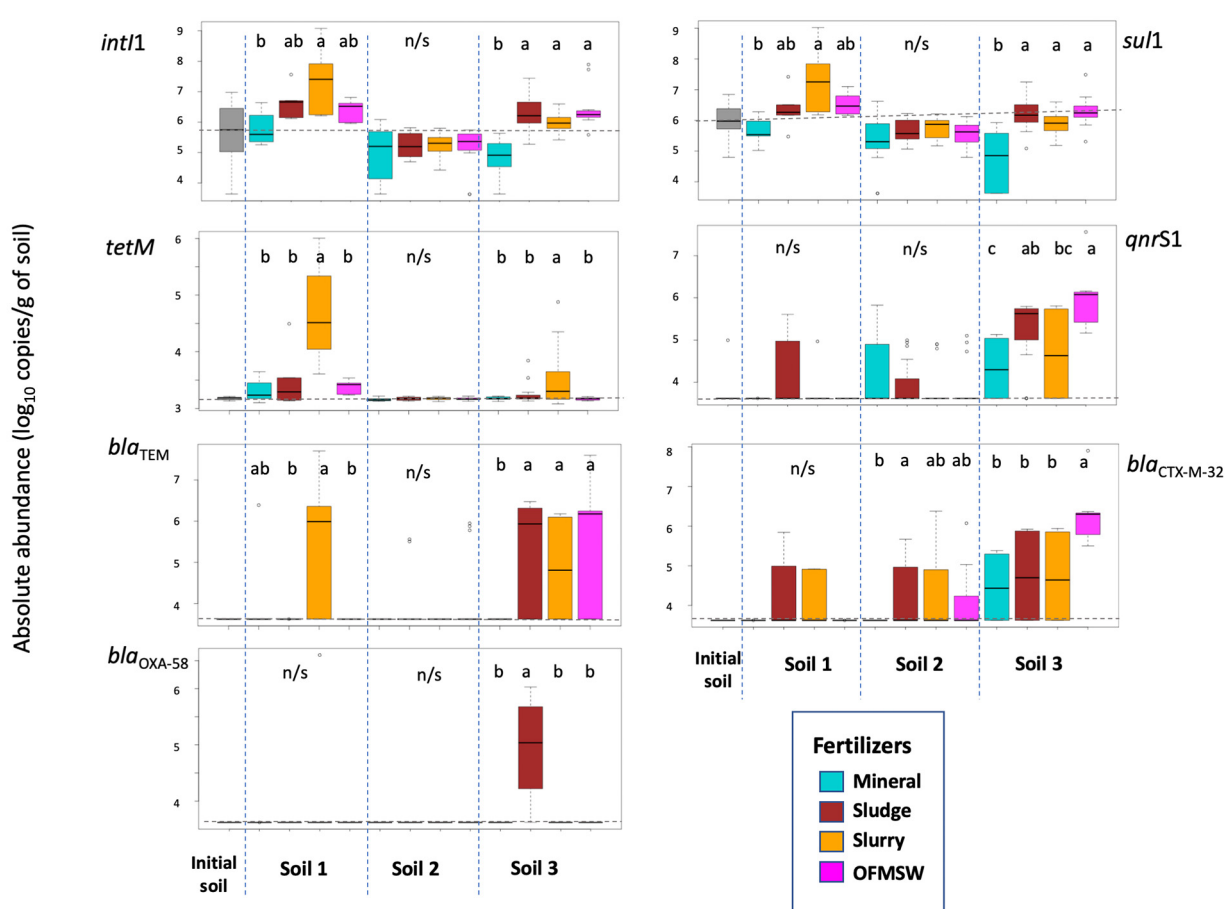 Absolute abundance (log10 copies/g of soil)
intI1
9
8
7
6
5
4
b ab a ab
n/s
b a a a
sul1
9
8
7
6
5
4
b ab a ab
n/s
b a a a
tetM
6
5
4
3
b b a b
n/s
b b a b
qnrS1
7
6
5
4
n/s
n/s
c ab bc a
blaTEM
7
6
5
4
ab b a b
n/s
b a a a
blaCTX-M-32
8
7
6
5
4
n/s
b a ab ab
b b b a
Initial
soil
Soil 1
Soil 2
Soil 3
blaOXA-58
6
5
4
n/s
n/s
b a b b
Initial
soil
Soil 1
Soil 2
Soil 3
Fertilizers
Mineral
Sludge
Slurry
OFMSW